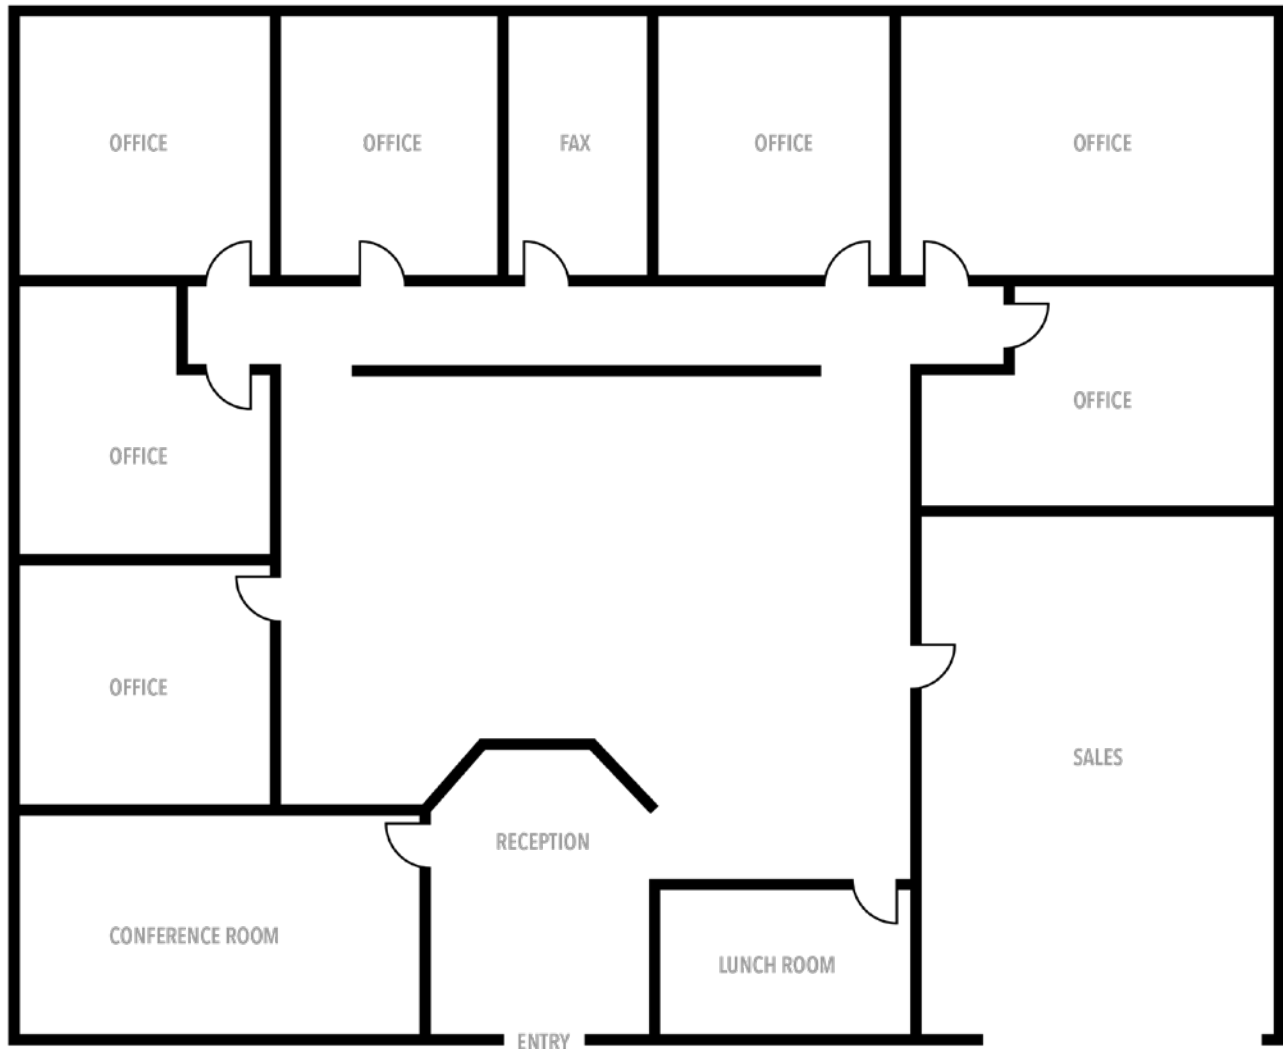 OFFICE
OFFICE
FAX
OFFICE
OFFICE
OFFICE
OFFICE
OFFICE
SALES
RECEPTION
CONFERENCE ROOM
LUNCH ROOM
ENTRY